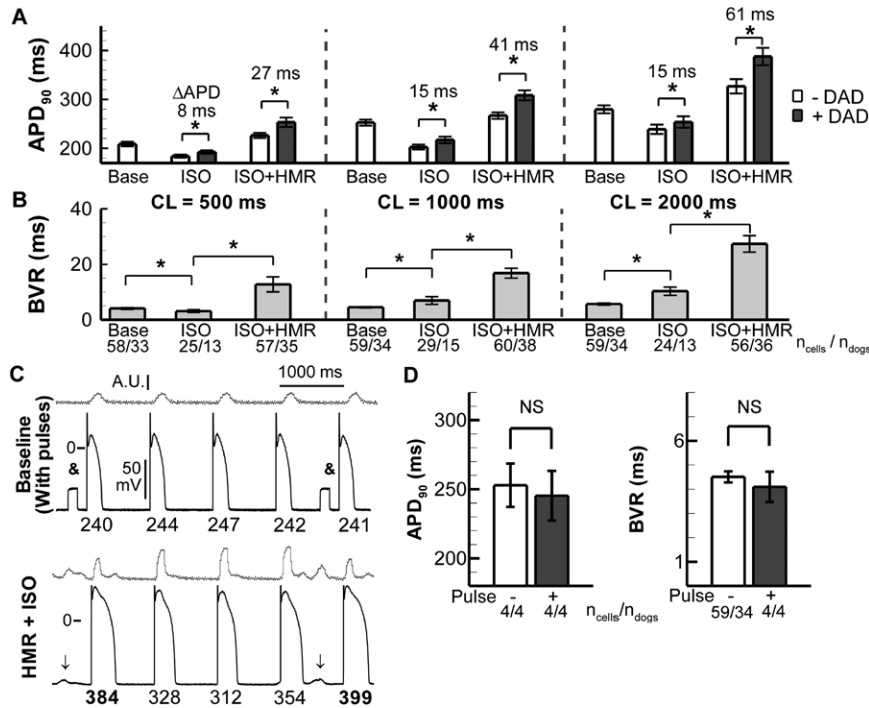 A
APD90 (ms)
400
300
200
ΔAPD
8 ms
*
27 ms
*
15 ms
*
41 ms
*
15 ms
*
61 ms
*
- DAD
+ DAD
Base ISO ISO+HMR Base ISO ISO+HMR Base ISO ISO+HMR
B
CL = 500 ms CL = 1000 ms CL = 2000 ms
BVR (ms)
40
20
0
* * * * * *
Base ISO ISO+HMR Base ISO ISO+HMR Base ISO ISO+HMR
58/33 25/13 57/35 59/34 29/15 60/38 59/34 24/13 56/36 ncells / ndogs
C
A.U.
1000 ms
Baseline
(With pulses)
0
& &
50
mV
240 244 247 242 241
HMR + ISO
0
↓ ↓
384 328 312 354 399
D
APD90 (ms)
300
250
200
NS
Pulse - +
4/4 4/4 ncells/ndogs
BVR (ms)
6
1
NS
Pulse - +
59/34 4/4